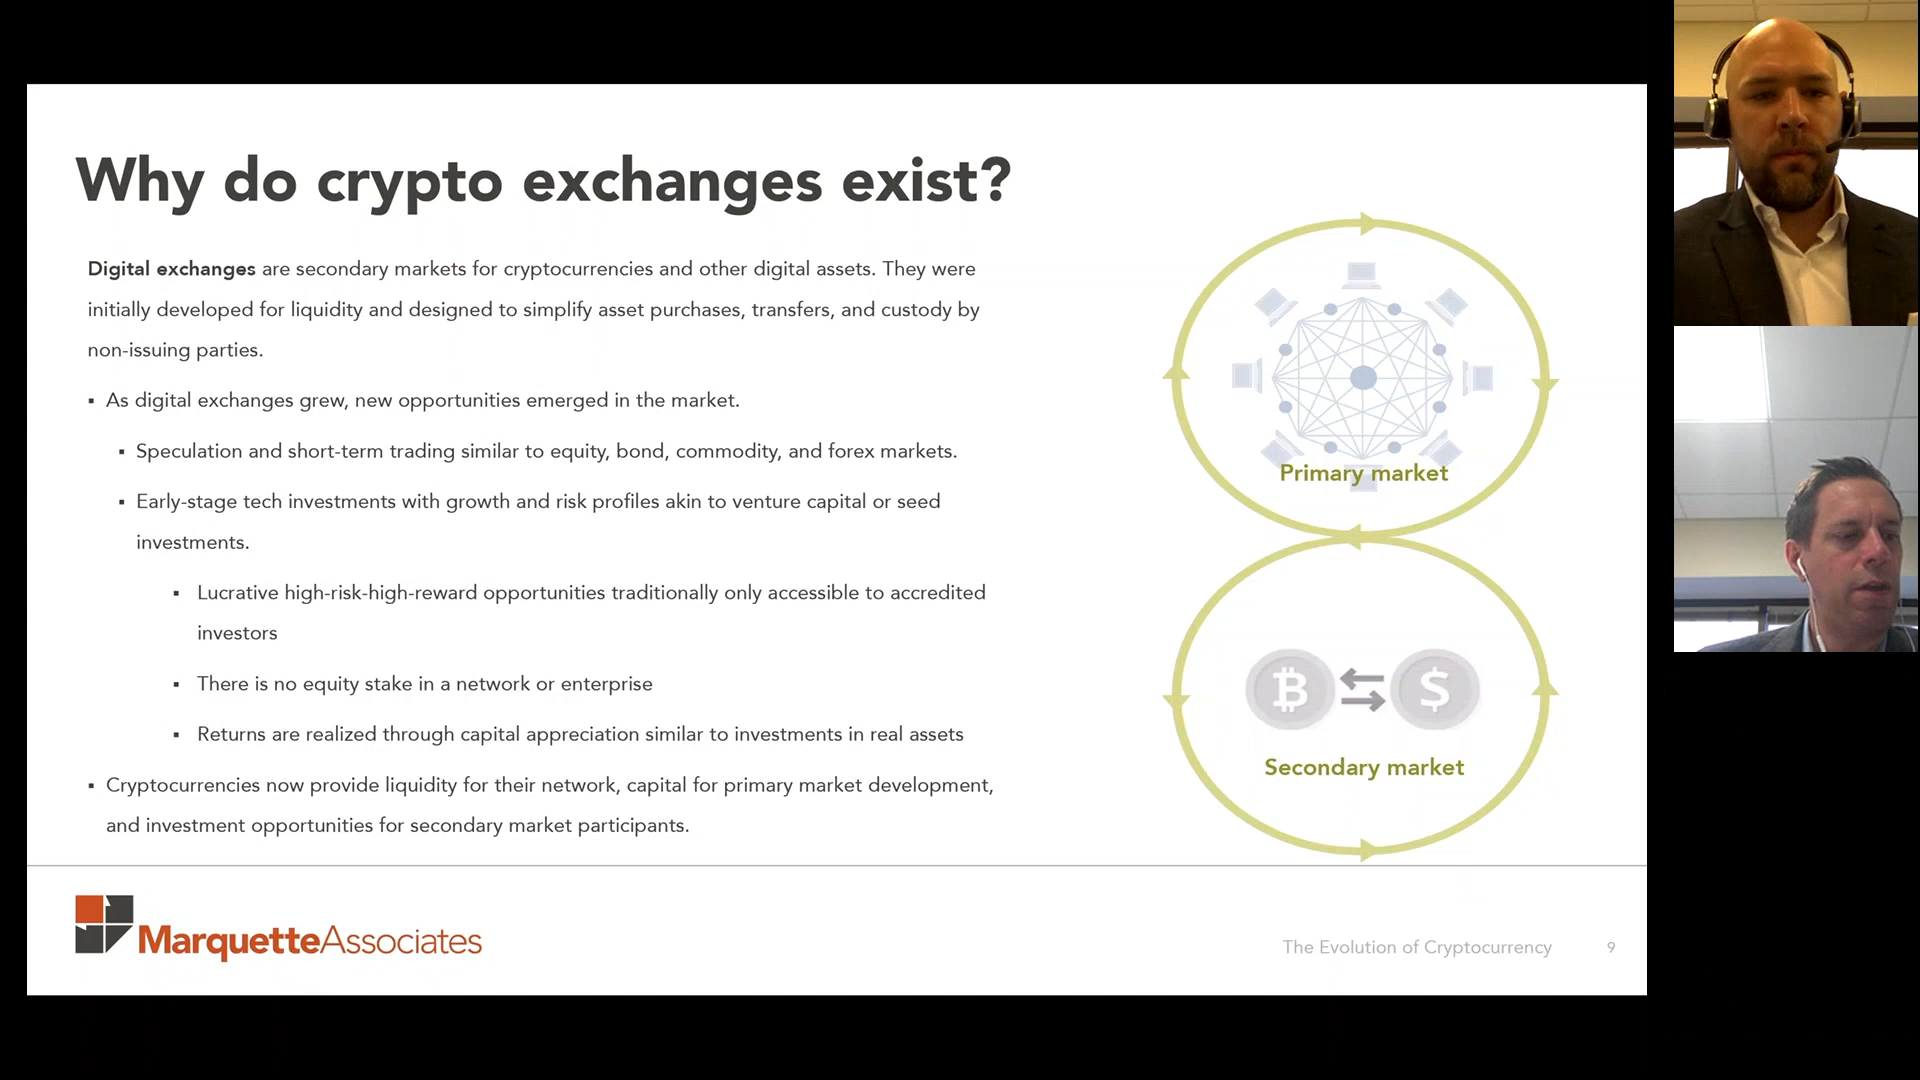 Why do crypto exchanges exist?
Digital exchanges are secondary markets for cryptocurrencies and other digital assets. They were
initially developed for liquidity and designed to simplify asset purchases, transfers, and custody by
non-issuing parties.
▪ As digital exchanges grew, new opportunities emerged in the market.
▪ Speculation and short-term trading similar to equity, bond, commodity, and forex markets.
▪ Early-stage tech investments with growth and risk profiles akin to venture capital or seed
investments.
▪ Lucrative high-risk-high-reward opportunities traditionally only accessible to accredited
investors
▪ There is no equity stake in a network or enterprise
▪ Returns are realized through capital appreciation similar to investments in real assets
▪ Cryptocurrencies now provide liquidity for their network, capital for primary market development,
and investment opportunities for secondary market participants.
Primary market
Secondary market
MarquetteAssociates
The Evolution of Cryptocurrency 9